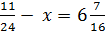 11/24 − x = 6 7/16